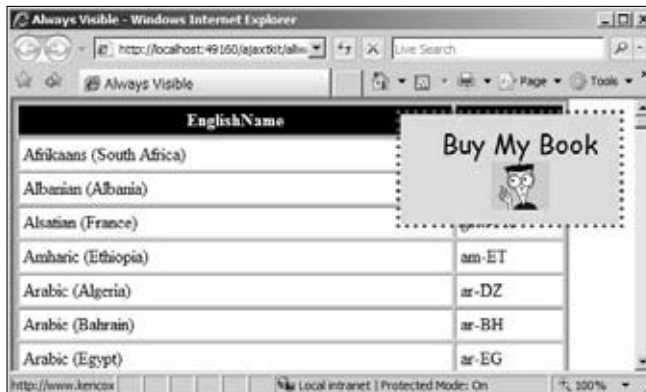 Always Visible - Windows Internet Explorer
http://localhost:49160/ajaxtkit/
Live Search
Always Visible
Page
Tools
EnglishName
Buy My Book
Afrikaans (South Africa)
Albanian (Albania)
Alsatian (France)
Amharic (Ethiopia) am-ET
Arabic (Algeria) ar-DZ
Arabic (Bahrain) ar-BH
Arabic (Egypt) ar-EG
http://www.kencox
Local intranet | Protected Mode: On
100%